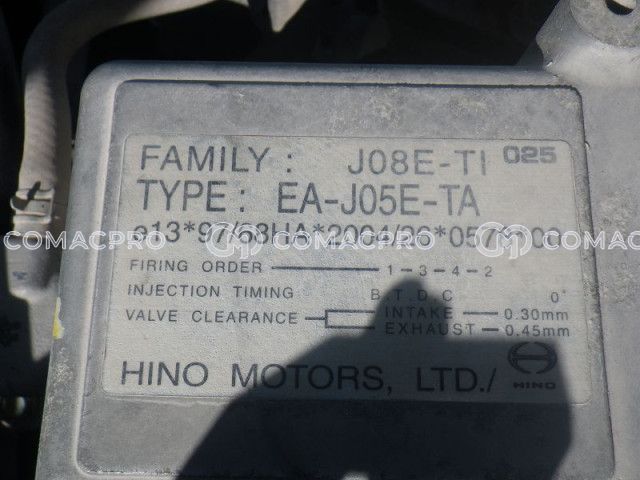 FAMILY: J08E-TI 025
TYPE: EA-J05E-TA
COMACPRO COMACPRO COMACPRO
FIRING ORDER 1-3-4-2
INJECTION TIMING B.T.D.C 0°
VALVE CLEARANCE INTAKE 0.30mm
EXHAUST 0.45mm
HINO MOTORS, LTD./
HINO